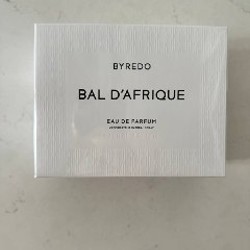 BYREDO
BAL D'AFRIQUE
EAU DE PARFUM